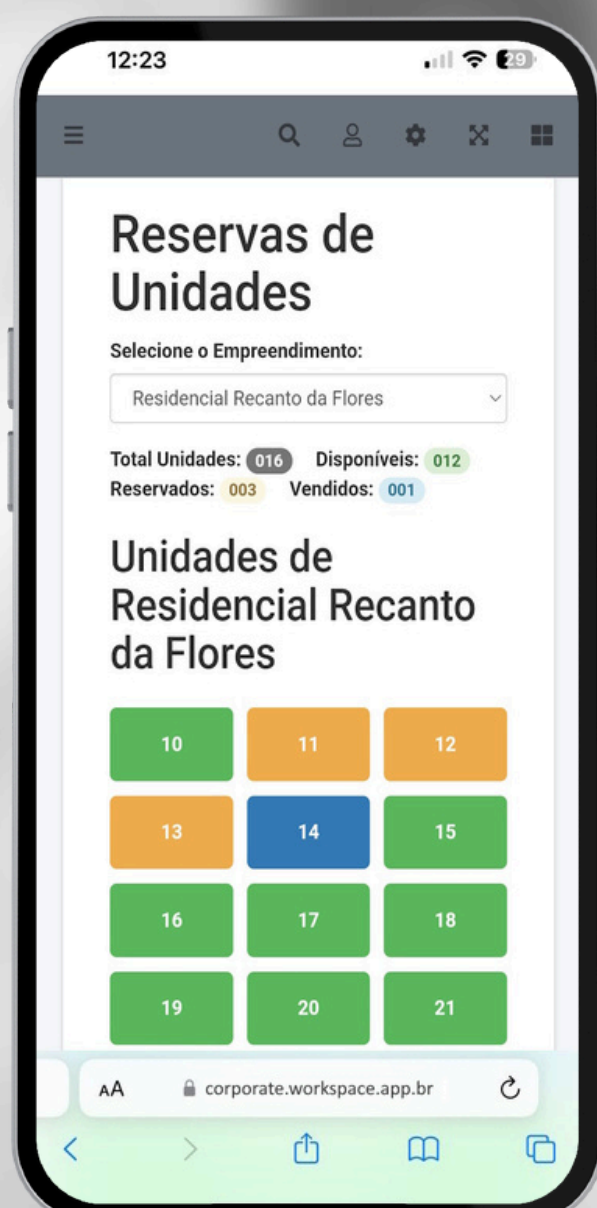 12:23
29
Reservas de
Unidades
Selecione o Empreendimento:
Residencial Recanto da Flores
Total Unidades: 016 Disponíveis: 012
Reservados: 003 Vendidos: 001
Unidades de
Residencial Recanto
da Flores
10 11 12
13 14 15
16 17 18
19 20 21
AA corporate.workspace.app.br